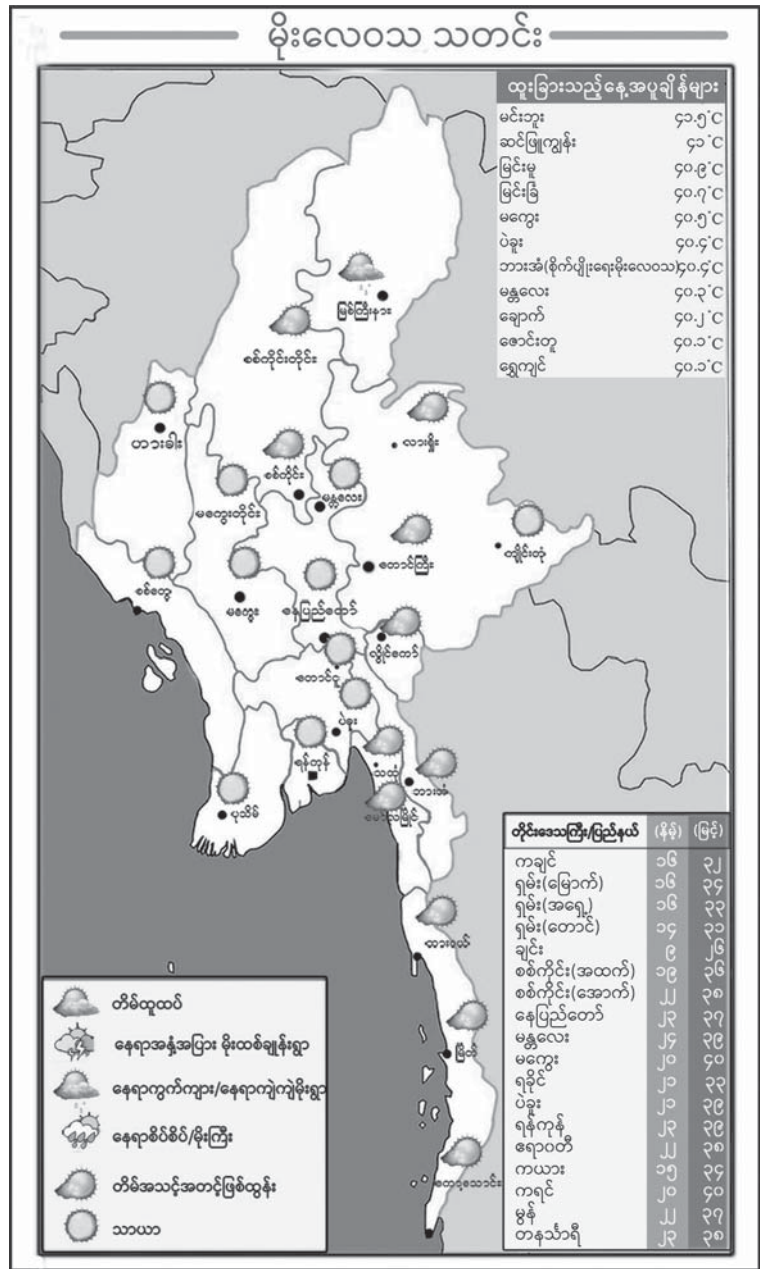 မိုးလေဝသ သတင်း
ထူးခြားသည့်နေ့အပူချိန်များ
မင်းဘူး ၄၁.၅°C
ဆင်ဖြူကျွန်း ၄၁°C
မြင်းမူ ၄၀.၉°C
မြင်းခြံ ၄၀.၇°C
မကွေး ၄၀.၅°C
ပဲခူး ၄၀.၄°C
ဘားအံ(စိုက်ပျိုးရေးမိုးလေဝသ)၄၀.၄°C
မန္တလေး ၄၀.၃°C
ချောက် ၄၀.၂°C
ဇောင်းတူ ၄၀.၁°C
ရွှေကျင် ၄၀.၁°C
မြစ်ကြီးနား
စစ်ကိုင်းတိုင်း
ဟားခါး
လားရှိုး
စစ်ကိုင်း
မန္တလေး
မကွေးတိုင်း
တောင်ကြီး
ကျိုင်းတုံ
စစ်တွေ
မကွေး
နေပြည်တော်
လွိုင်ကော်
တောင်ငူ
ပဲခူး
ရန်ကုန်
သထုံ
ဘားအံ
ပုသိမ်
မော်လမြိုင်
ထားဝယ်
မြိတ်
ကော့သောင်း
တိမ်ထူထပ်
နေရာအနှံ့အပြား မိုးထစ်ချုန်းရွာ
နေရာကွက်ကျား/နေရာကျဲကျဲမိုးရွာ
နေရာစိပ်စိပ်/မိုးကြီး
တိမ်အသင့်အတင့်ဖြစ်ထွန်း
သာယာ
တိုင်းဒေသကြီး/ပြည်နယ် (နိမ့်) (မြင့်)
ကချင် ၁၆ ၃၂
ရှမ်း(မြောက်) ၁၆ ၃၄
ရှမ်း(အရှေ့) ၁၆ ၃၃
ရှမ်း(တောင်) ၁၄ ၃၁
ချင်း ၉ ၂၆
စစ်ကိုင်း(အထက်) ၁၉ ၃၆
စစ်ကိုင်း(အောက်) ၂၂ ၃၈
နေပြည်တော် ၂၃ ၃၇
မန္တလေး ၂၄ ၃၉
မကွေး ၂၀ ၄၀
ရခိုင် ၂၁ ၃၃
ပဲခူး ၂၁ ၃၉
ရန်ကုန် ၂၃ ၃၉
ဧရာဝတီ ၂၂ ၃၈
ကယား ၁၅ ၃၄
ကရင် ၂၀ ၄၀
မွန် ၂၂ ၃၇
တနင်္သာရီ ၂၃ ၃၈